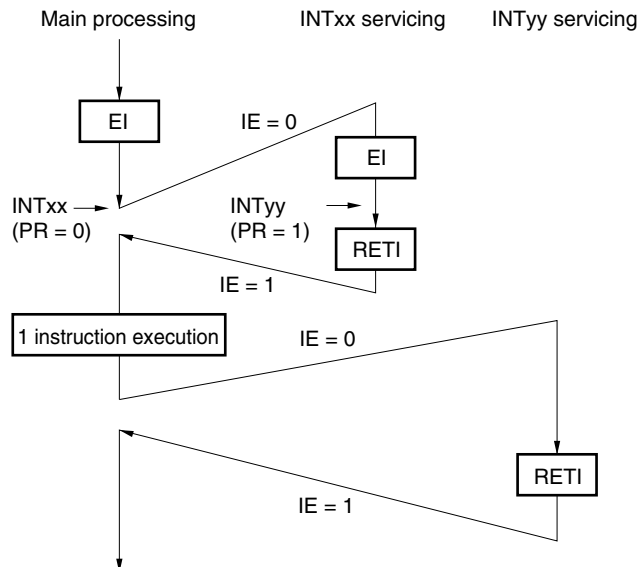 Main processing
INTxx servicing
INTyy servicing
EI
IE = 0
EI
INTxx
(PR = 0)
INTyy
(PR = 1)
RETI
IE = 1
1 instruction execution
IE = 0
RETI
IE = 1